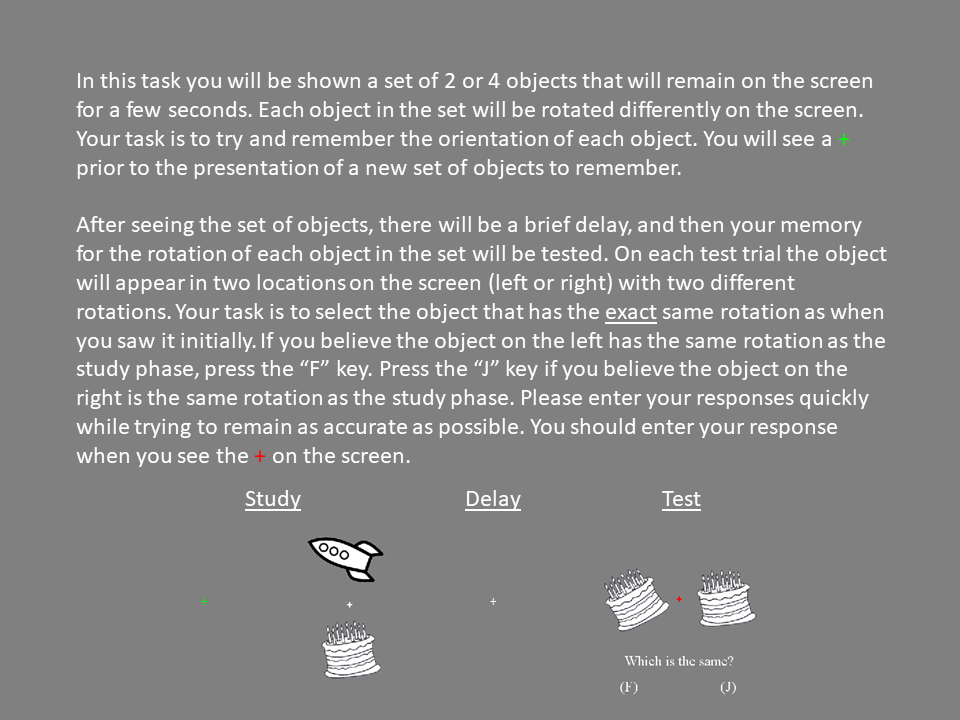 In this task you will be shown a set of 2 or 4 objects that will remain on the screen
for a few seconds. Each object in the set will be rotated differently on the screen.
Your task is to try and remember the orientation of each object. You will see a +
prior to the presentation of a new set of objects to remember.
After seeing the set of objects, there will be a brief delay, and then your memory
for the rotation of each object in the set will be tested. On each test trial the object
will appear in two locations on the screen (left or right) with two different
rotations. Your task is to select the object that has the exact same rotation as when
you saw it initially. If you believe the object on the left has the same rotation as the
study phase, press the “F” key. Press the “J” key if you believe the object on the
right is the same rotation as the study phase. Please enter your responses quickly
while trying to remain as accurate as possible. You should enter your response
when you see the + on the screen.
Study Delay Test
+ + + +
Which is the same?
(F) (J)